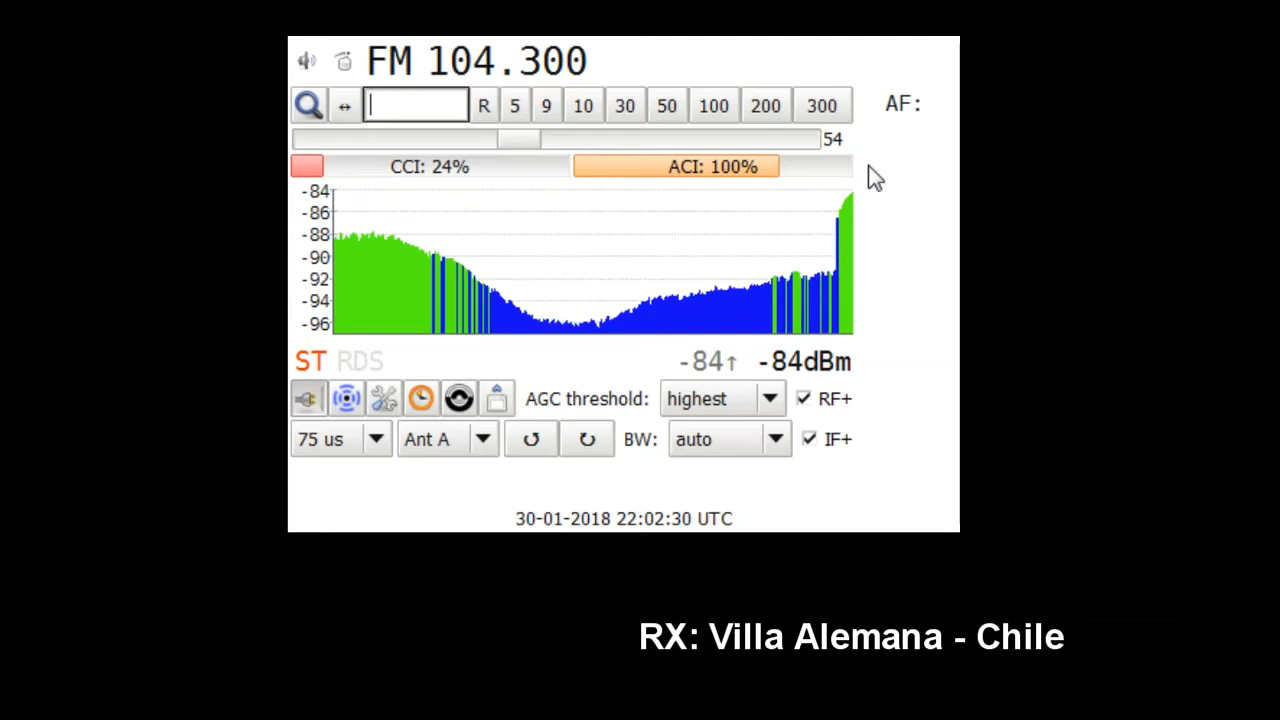 FM 104.300
R 5 9 10 30 50 100 200 300 AF:
54
CCI: 24% ACI: 100%
-84
-86
-88
-90
-92
-94
-96
ST RDS -84↑ -84dBm
AGC threshold: highest RF+
75 us Ant A ↺ ↻ BW: auto IF+
30-01-2018 22:02:30 UTC
RX: Villa Alemana - Chile